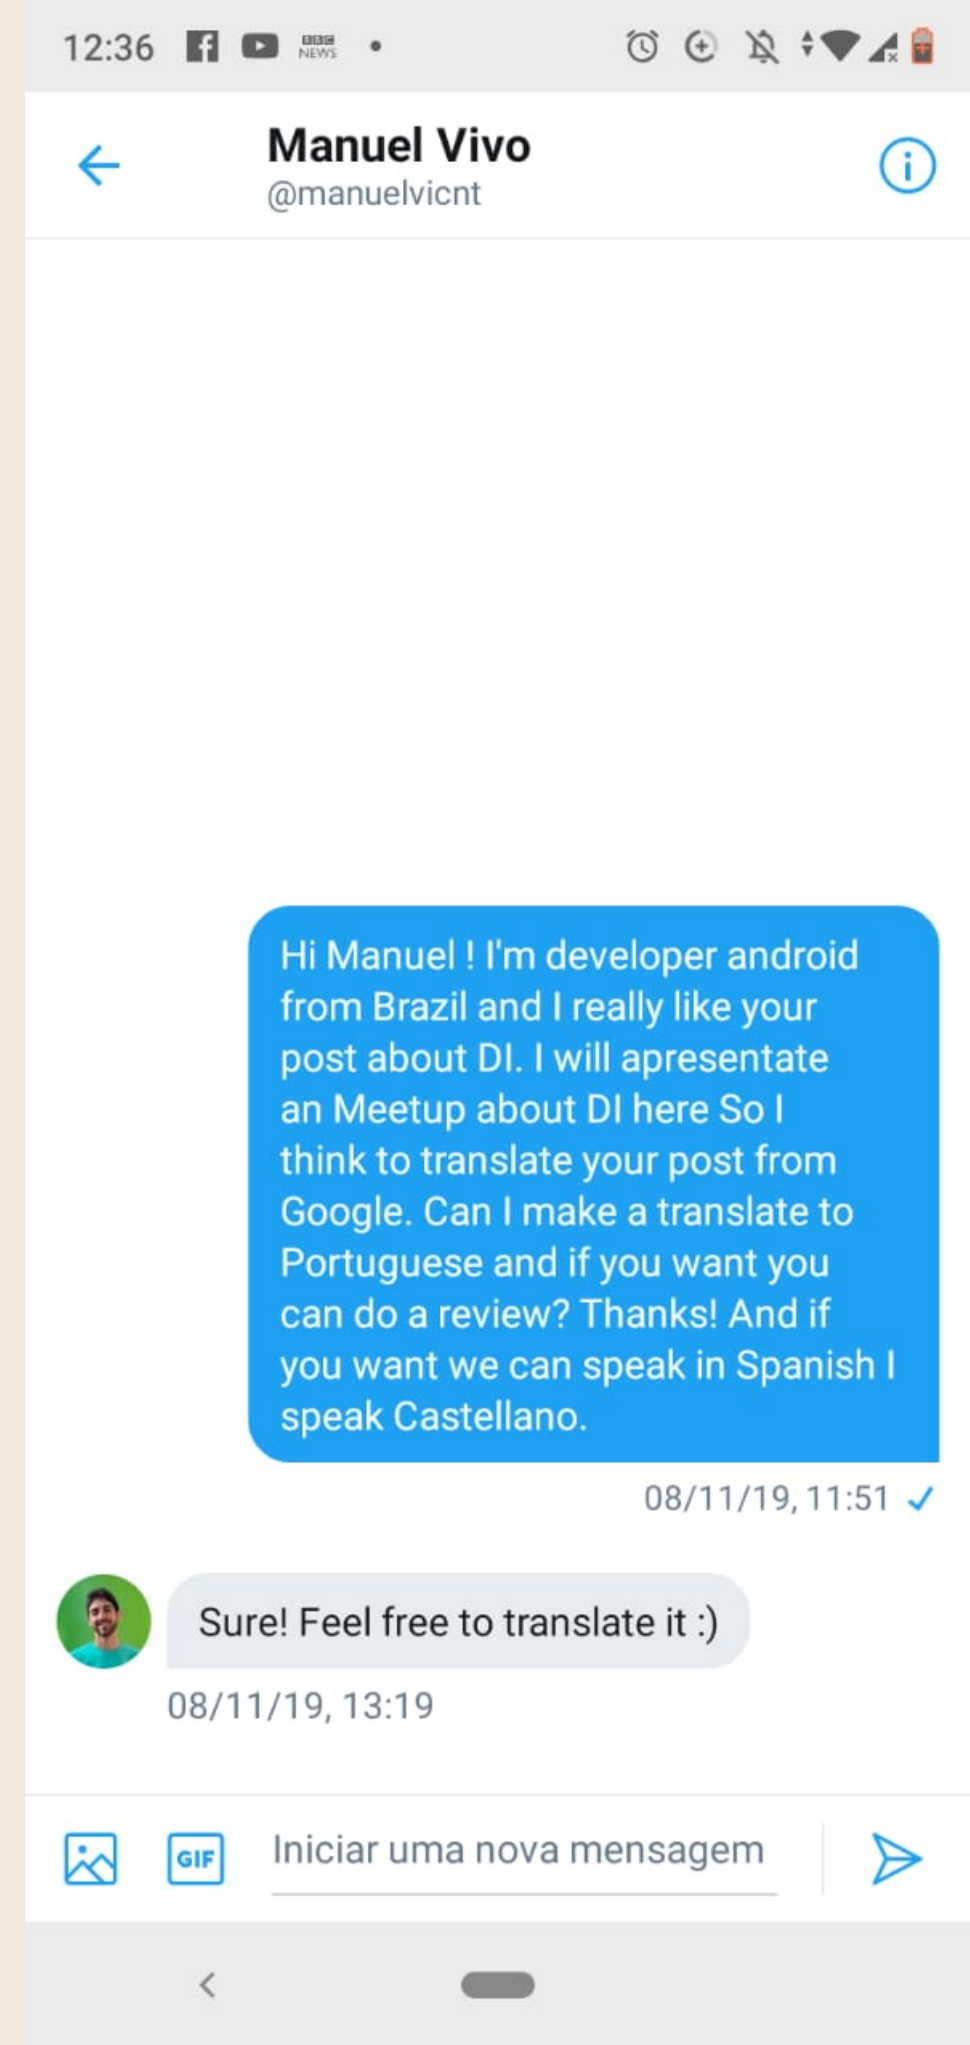 12:36 BBC NEWS
Manuel Vivo
@manuelvicnt
Hi Manuel ! I'm developer android
from Brazil and I really like your
post about DI. I will apresentate
an Meetup about DI here So I
think to translate your post from
Google. Can I make a translate to
Portuguese and if you want you
can do a review? Thanks! And if
you want we can speak in Spanish I
speak Castellano.
08/11/19, 11:51
Sure! Feel free to translate it :)
08/11/19, 13:19
GIF Iniciar uma nova mensagem